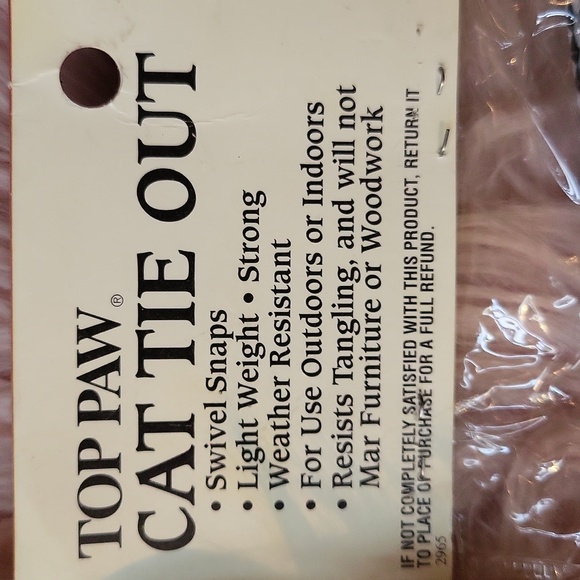 TOP PAW®
CAT TIE OUT
• Swivel Snaps
• Light Weight • Strong
• Weather Resistant
• For Use Outdoors or Indoors
• Resists Tangling, and will not
Mar Furniture or Woodwork
IF NOT COMPLETELY SATISFIED WITH THIS PRODUCT, RETURN IT
TO PLACE OF PURCHASE FOR A FULL REFUND.
2965